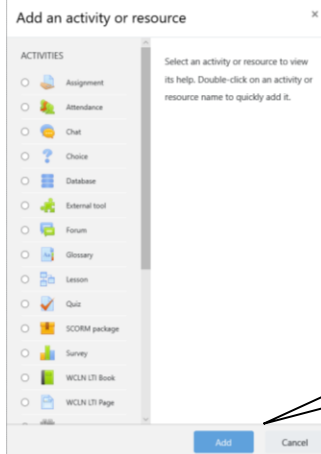 Add an activity or resource
×
ACTIVITIES
Assignment
Attendance
Chat
Choice
Database
External tool
Forum
Glossary
Lesson
Quiz
SCORM package
Survey
WCLN LTI Book
WCLN LTI Page
Select an activity or resource to view
its help. Double-click on an activity or
resource name to quickly add it.
Add
Cancel